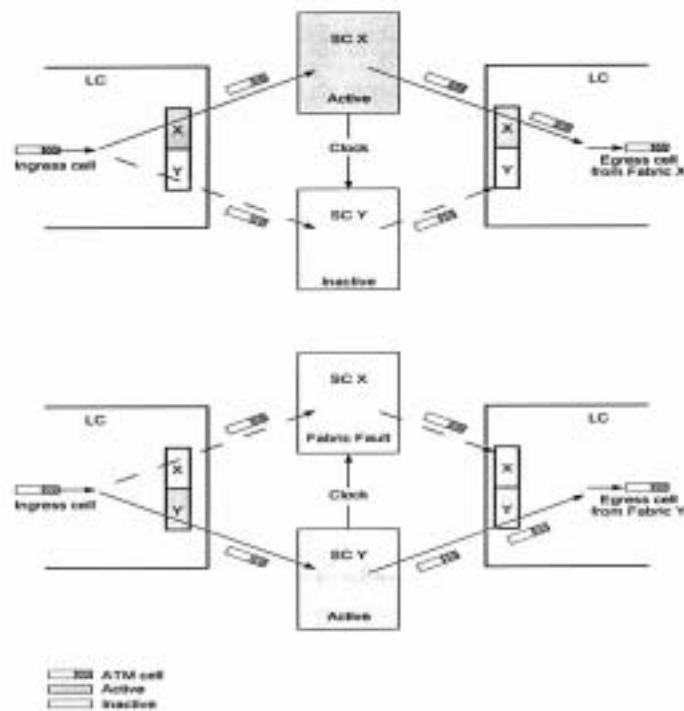 SC X
LC
LC
Active
X
X
Clock
Ingress cell
Egress cell
from Fabric X
Y
Y
SC Y
Inactive
SC X
LC
LC
Fabric Fault
X
X
Clock
Ingress cell
Egress cell
from Fabric Y
Y
Y
SC Y
Active
ATM cell
Active
Inactive